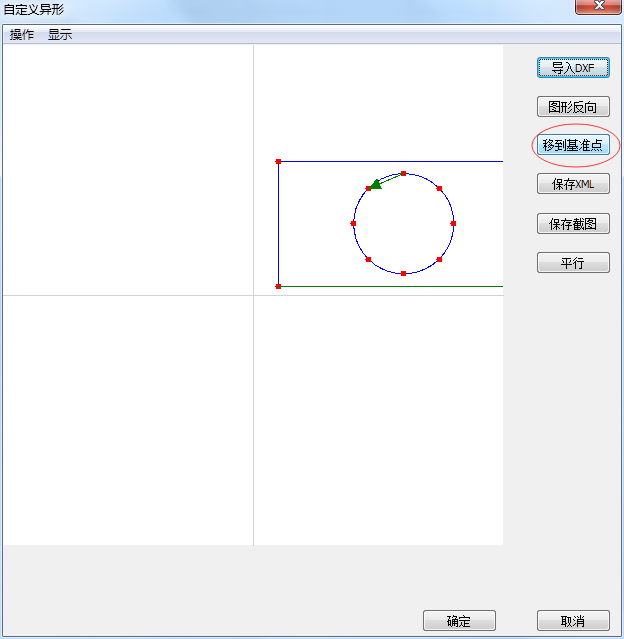 自定义异形
操作 显示
导入DXF
图形反向
移到基准点
保存XML
保存截图
平行
确定
取消